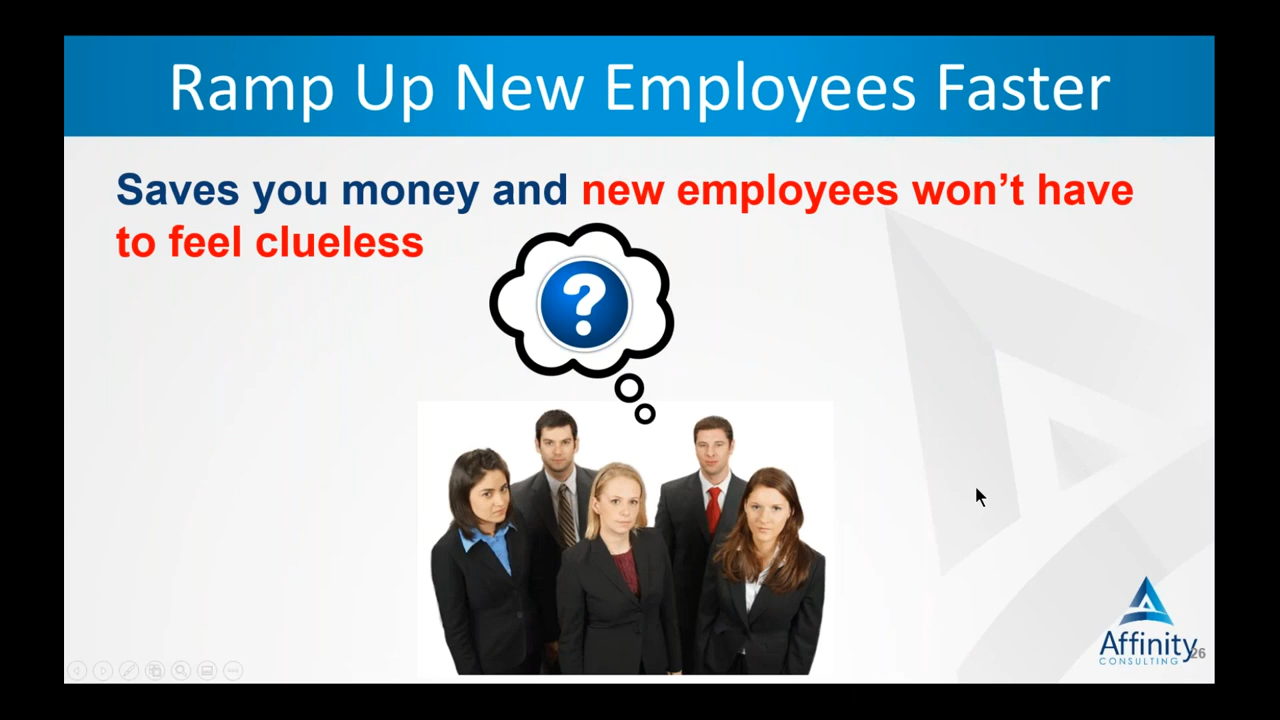 Ramp Up New Employees Faster
Saves you money and new employees won’t have
to feel clueless
?
Affinity
CONSULTING
26